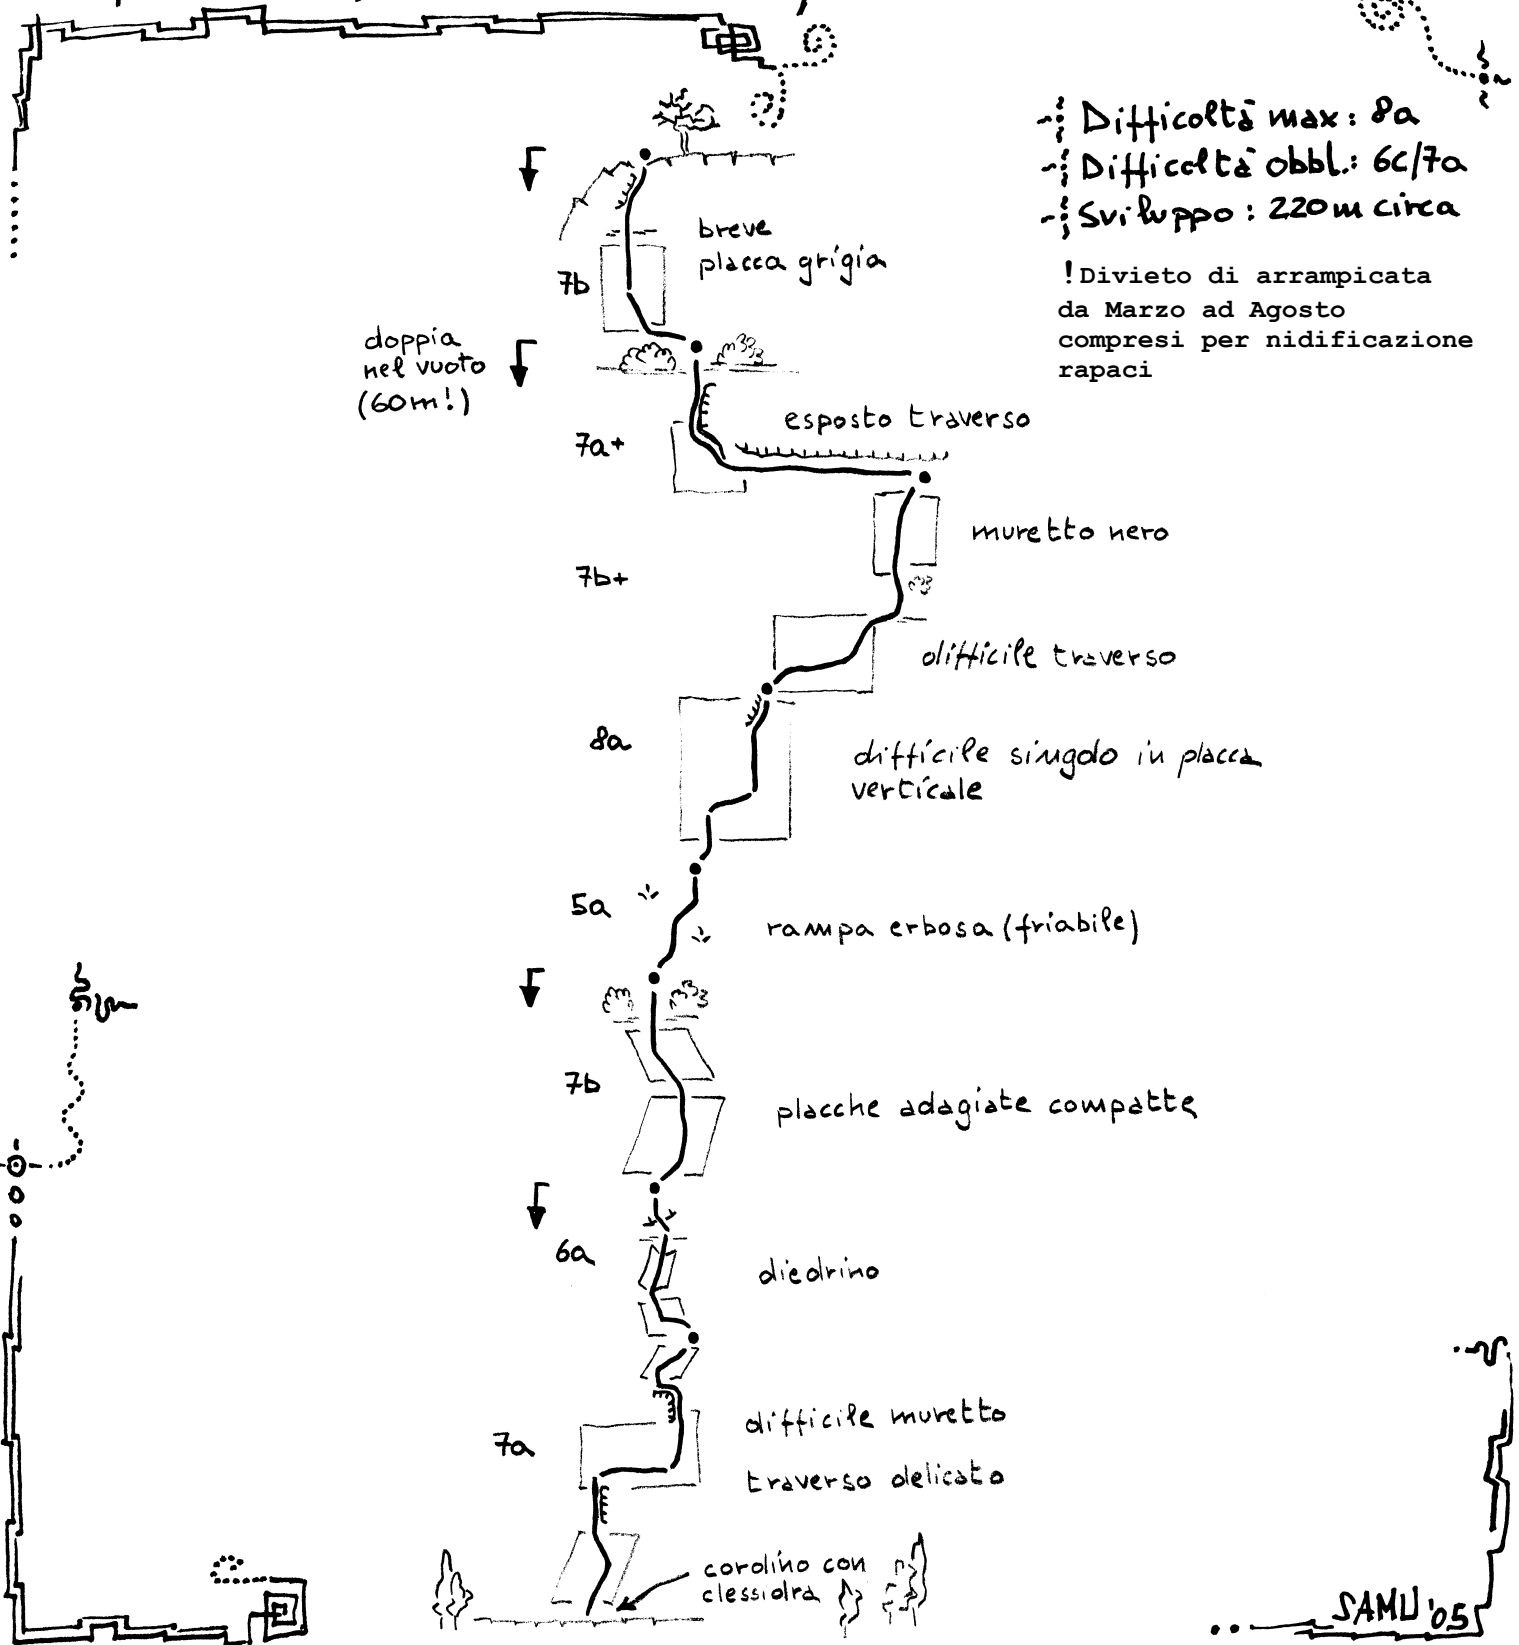 Difficoltà max: 8a
Difficoltà obbl.: 6c/7a
Sviluppo: 220m circa
!Divieto di arrampicata
da Marzo ad Agosto
compresi per nidificazione
rapaci
breve
placca grigia
7b
doppia
nel vuoto
(60m!)
esposto traverso
7a+
muretto nero
7b+
difficile traverso
8a
difficile singolo in placca
verticale
5a
rampa erbosa (friabile)
7b
placche adagiate compatte
6a
diedrino
difficile muretto
7a
traverso delicato
cordino con
clessidra
SAMU '05